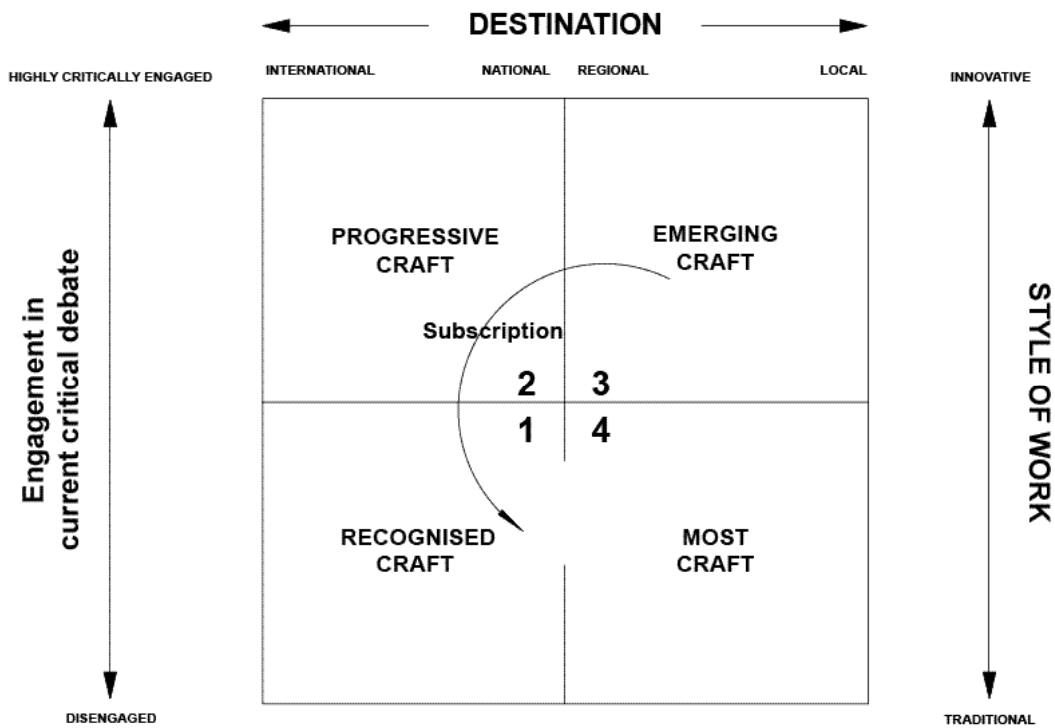 DESTINATION
INTERNATIONAL
NATIONAL
REGIONAL
LOCAL
HIGHLY CRITICALLY ENGAGED
INNOVATIVE
PROGRESSIVE
CRAFT
EMERGING
CRAFT
Subscription
2
3
1
4
RECOGNISED
CRAFT
MOST
CRAFT
Engagement in
current critical debate
STYLE OF WORK
DISENGAGED
TRADITIONAL